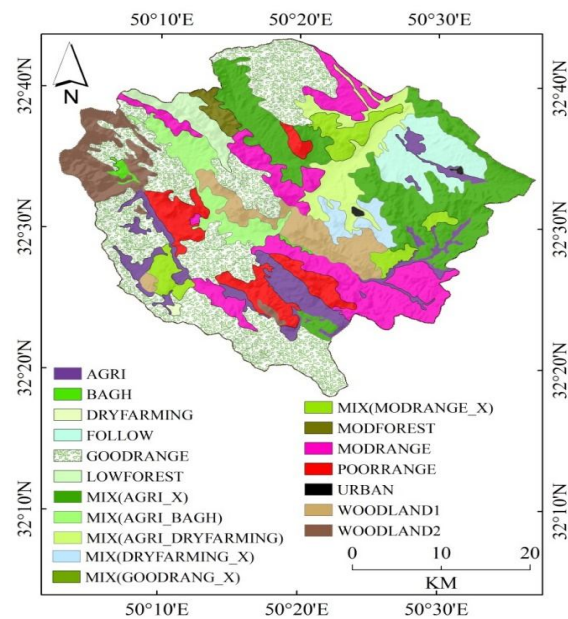 50°10'E 50°20'E 50°30'E
32°40'N 32°40'N
N
32°30'N 32°30'N
32°20'N 32°20'N
32°10'N 32°10'N
AGRI
BAGH
DRYFARMING
FOLLOW
GOODRANGE
LOWFOREST
MIX(AGRI_X)
MIX(AGRI_BAGH)
MIX(AGRI_DRYFARMING)
MIX(DRYFARMING_X)
MIX(GOODRANG_X)
MIX(MODRANGE_X)
MODFOREST
MODRANGE
POORRANGE
URBAN
WOODLAND1
WOODLAND2
0 10 20
KM
50°10'E 50°20'E 50°30'E